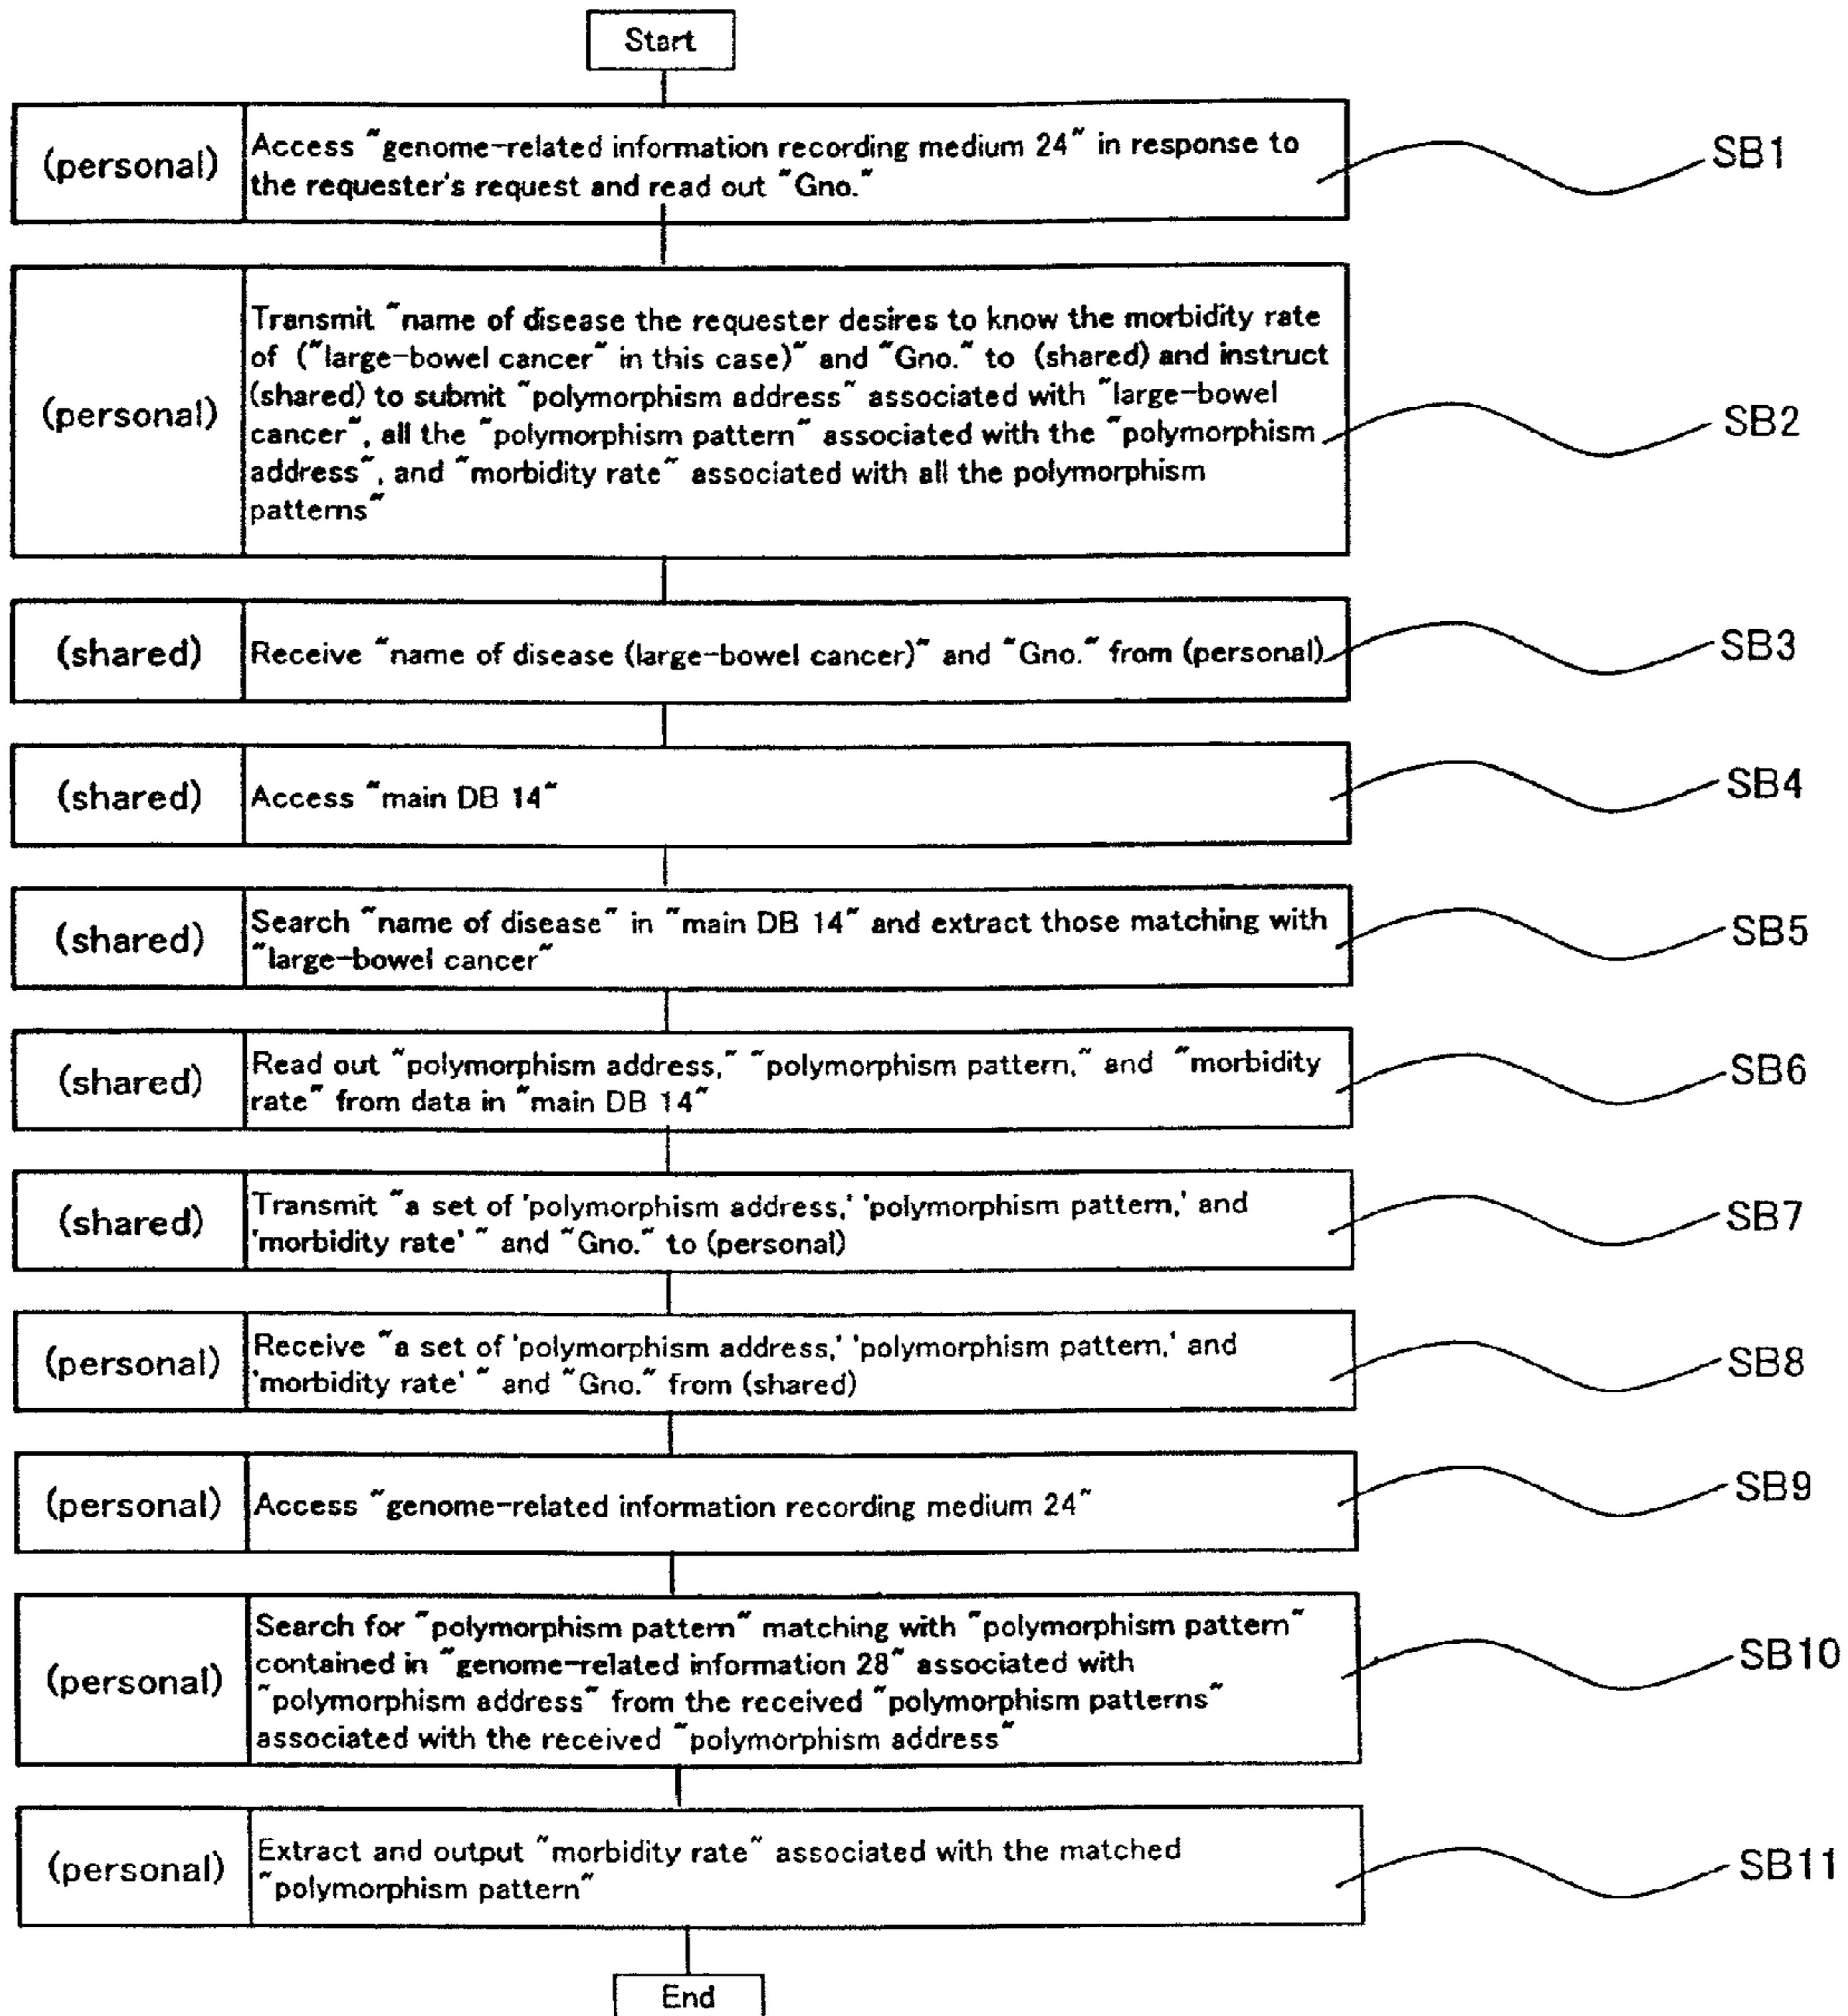 Start
(personal)
Access "genome-related information recording medium 24" in response to
the requester's request and read out "Gno."
SB1
(personal)
Transmit "name of disease the requester desires to know the morbidity rate
of ("large-bowel cancer" in this case)" and "Gno." to (shared) and instruct
(shared) to submit "polymorphism address" associated with "large-bowel
cancer", all the "polymorphism pattern" associated with the "polymorphism
address", and "morbidity rate" associated with all the polymorphism
patterns"
SB2
(shared)
Receive "name of disease (large-bowel cancer)" and "Gno." from (personal)
SB3
(shared)
Access "main DB 14"
SB4
(shared)
Search "name of disease" in "main DB 14" and extract those matching with
"large-bowel cancer"
SB5
(shared)
Read out "polymorphism address," "polymorphism pattern," and "morbidity
rate" from data in "main DB 14"
SB6
(shared)
Transmit "a set of 'polymorphism address,' 'polymorphism pattern,' and
'morbidity rate' " and "Gno." to (personal)
SB7
(personal)
Receive "a set of 'polymorphism address,' 'polymorphism pattern,' and
'morbidity rate' " and "Gno." from (shared)
SB8
(personal)
Access "genome-related information recording medium 24"
SB9
(personal)
Search for "polymorphism pattern" matching with "polymorphism pattern"
contained in "genome-related information 28" associated with
"polymorphism address" from the received "polymorphism patterns"
associated with the received "polymorphism address"
SB10
(personal)
Extract and output "morbidity rate" associated with the matched
"polymorphism pattern"
SB11
End